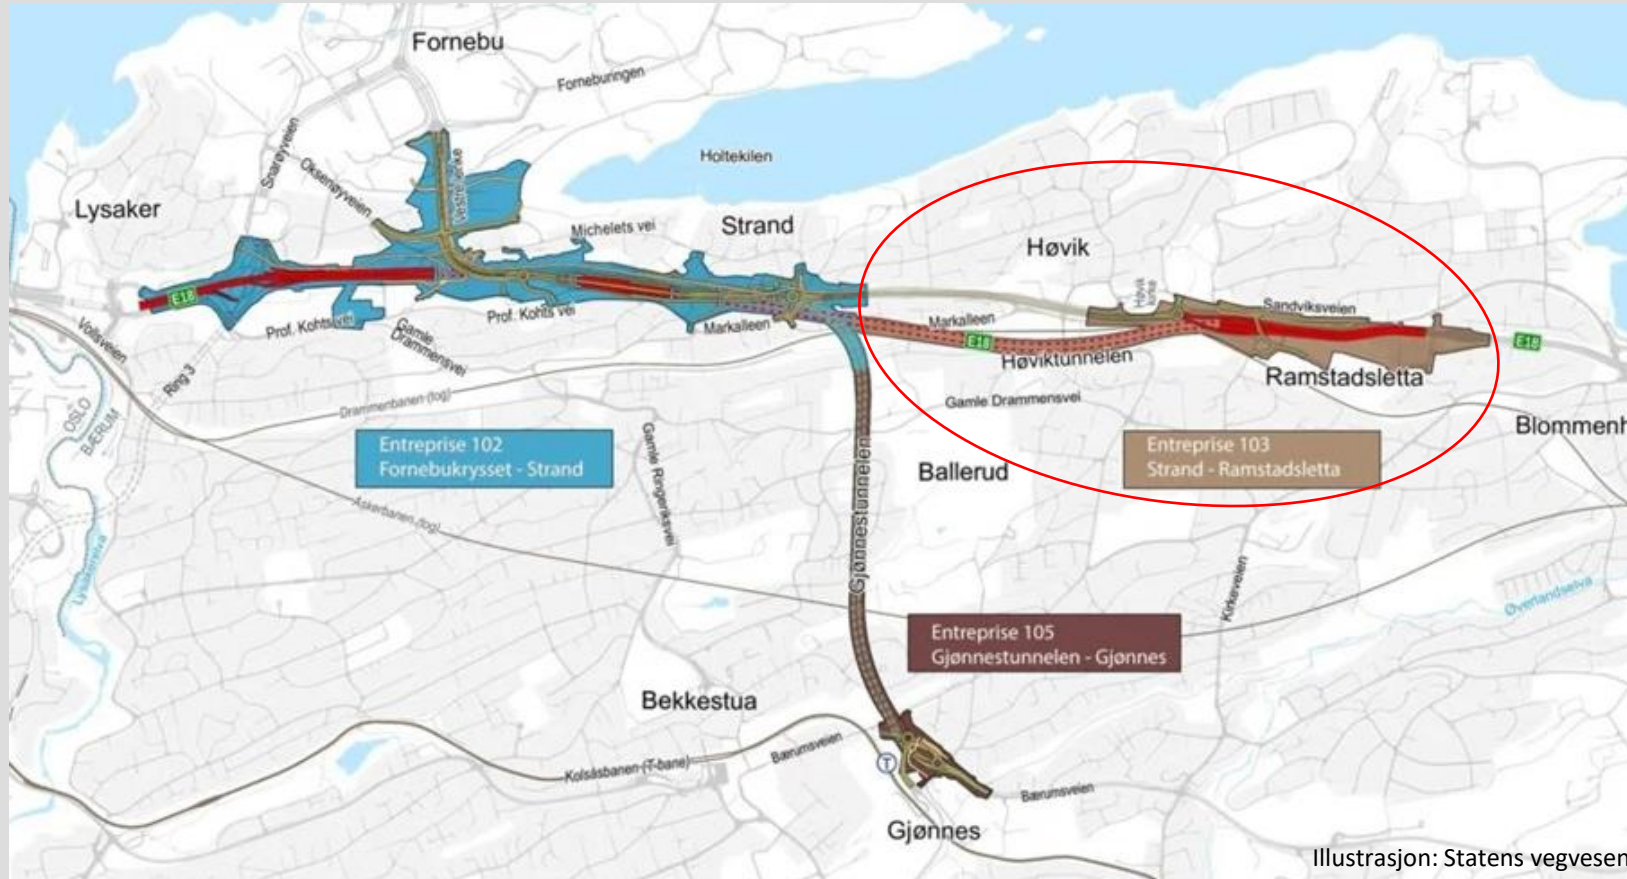 Fornebu
Forneburingen
Snarøyveien
Oksenøyveien
Vestre Lenke
Holtekilen
Lysaker
Michelets vei
Strand
Høvik
Høvik
kirke
Sandviksveien
E18
Prof. Kohts vei
Prof. Kohts vei
Markalleen
Markalleen
E18
E18
Vollsveien
Gamle
Drammensvei
Høviktunnelen
Ramstadsletta
Ring 3
OSLO
BÆRUM
Drammenbanen (tog)
Gamle Drammensvei
Blommenh
Entreprise 102
Fornebukrysset - Strand
Gamle Ringeriksvei
Gjønnestunnelen
Ballerud
Entreprise 103
Strand - Ramstadsletta
Askerbanen (tog)
Lysakerelva
Kirkeveien
Øverlandselva
Entreprise 105
Gjønnestunnelen - Gjønnes
Bekkestua
Bærumsveien
Kolsåsbanen (T-bane)
T
Bærumsveien
Gjønnes
Illustrasjon: Statens vegvesen